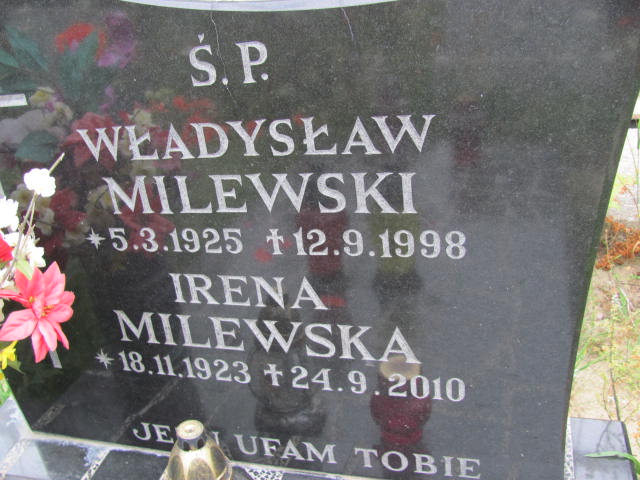 Ś.P.
WŁADYSŁAW
MILEWSKI
*5.3.1925 †12.9.1998
IRENA
MILEWSKA
*18.11.1923 †24.9.2010
UFAM TOBIE